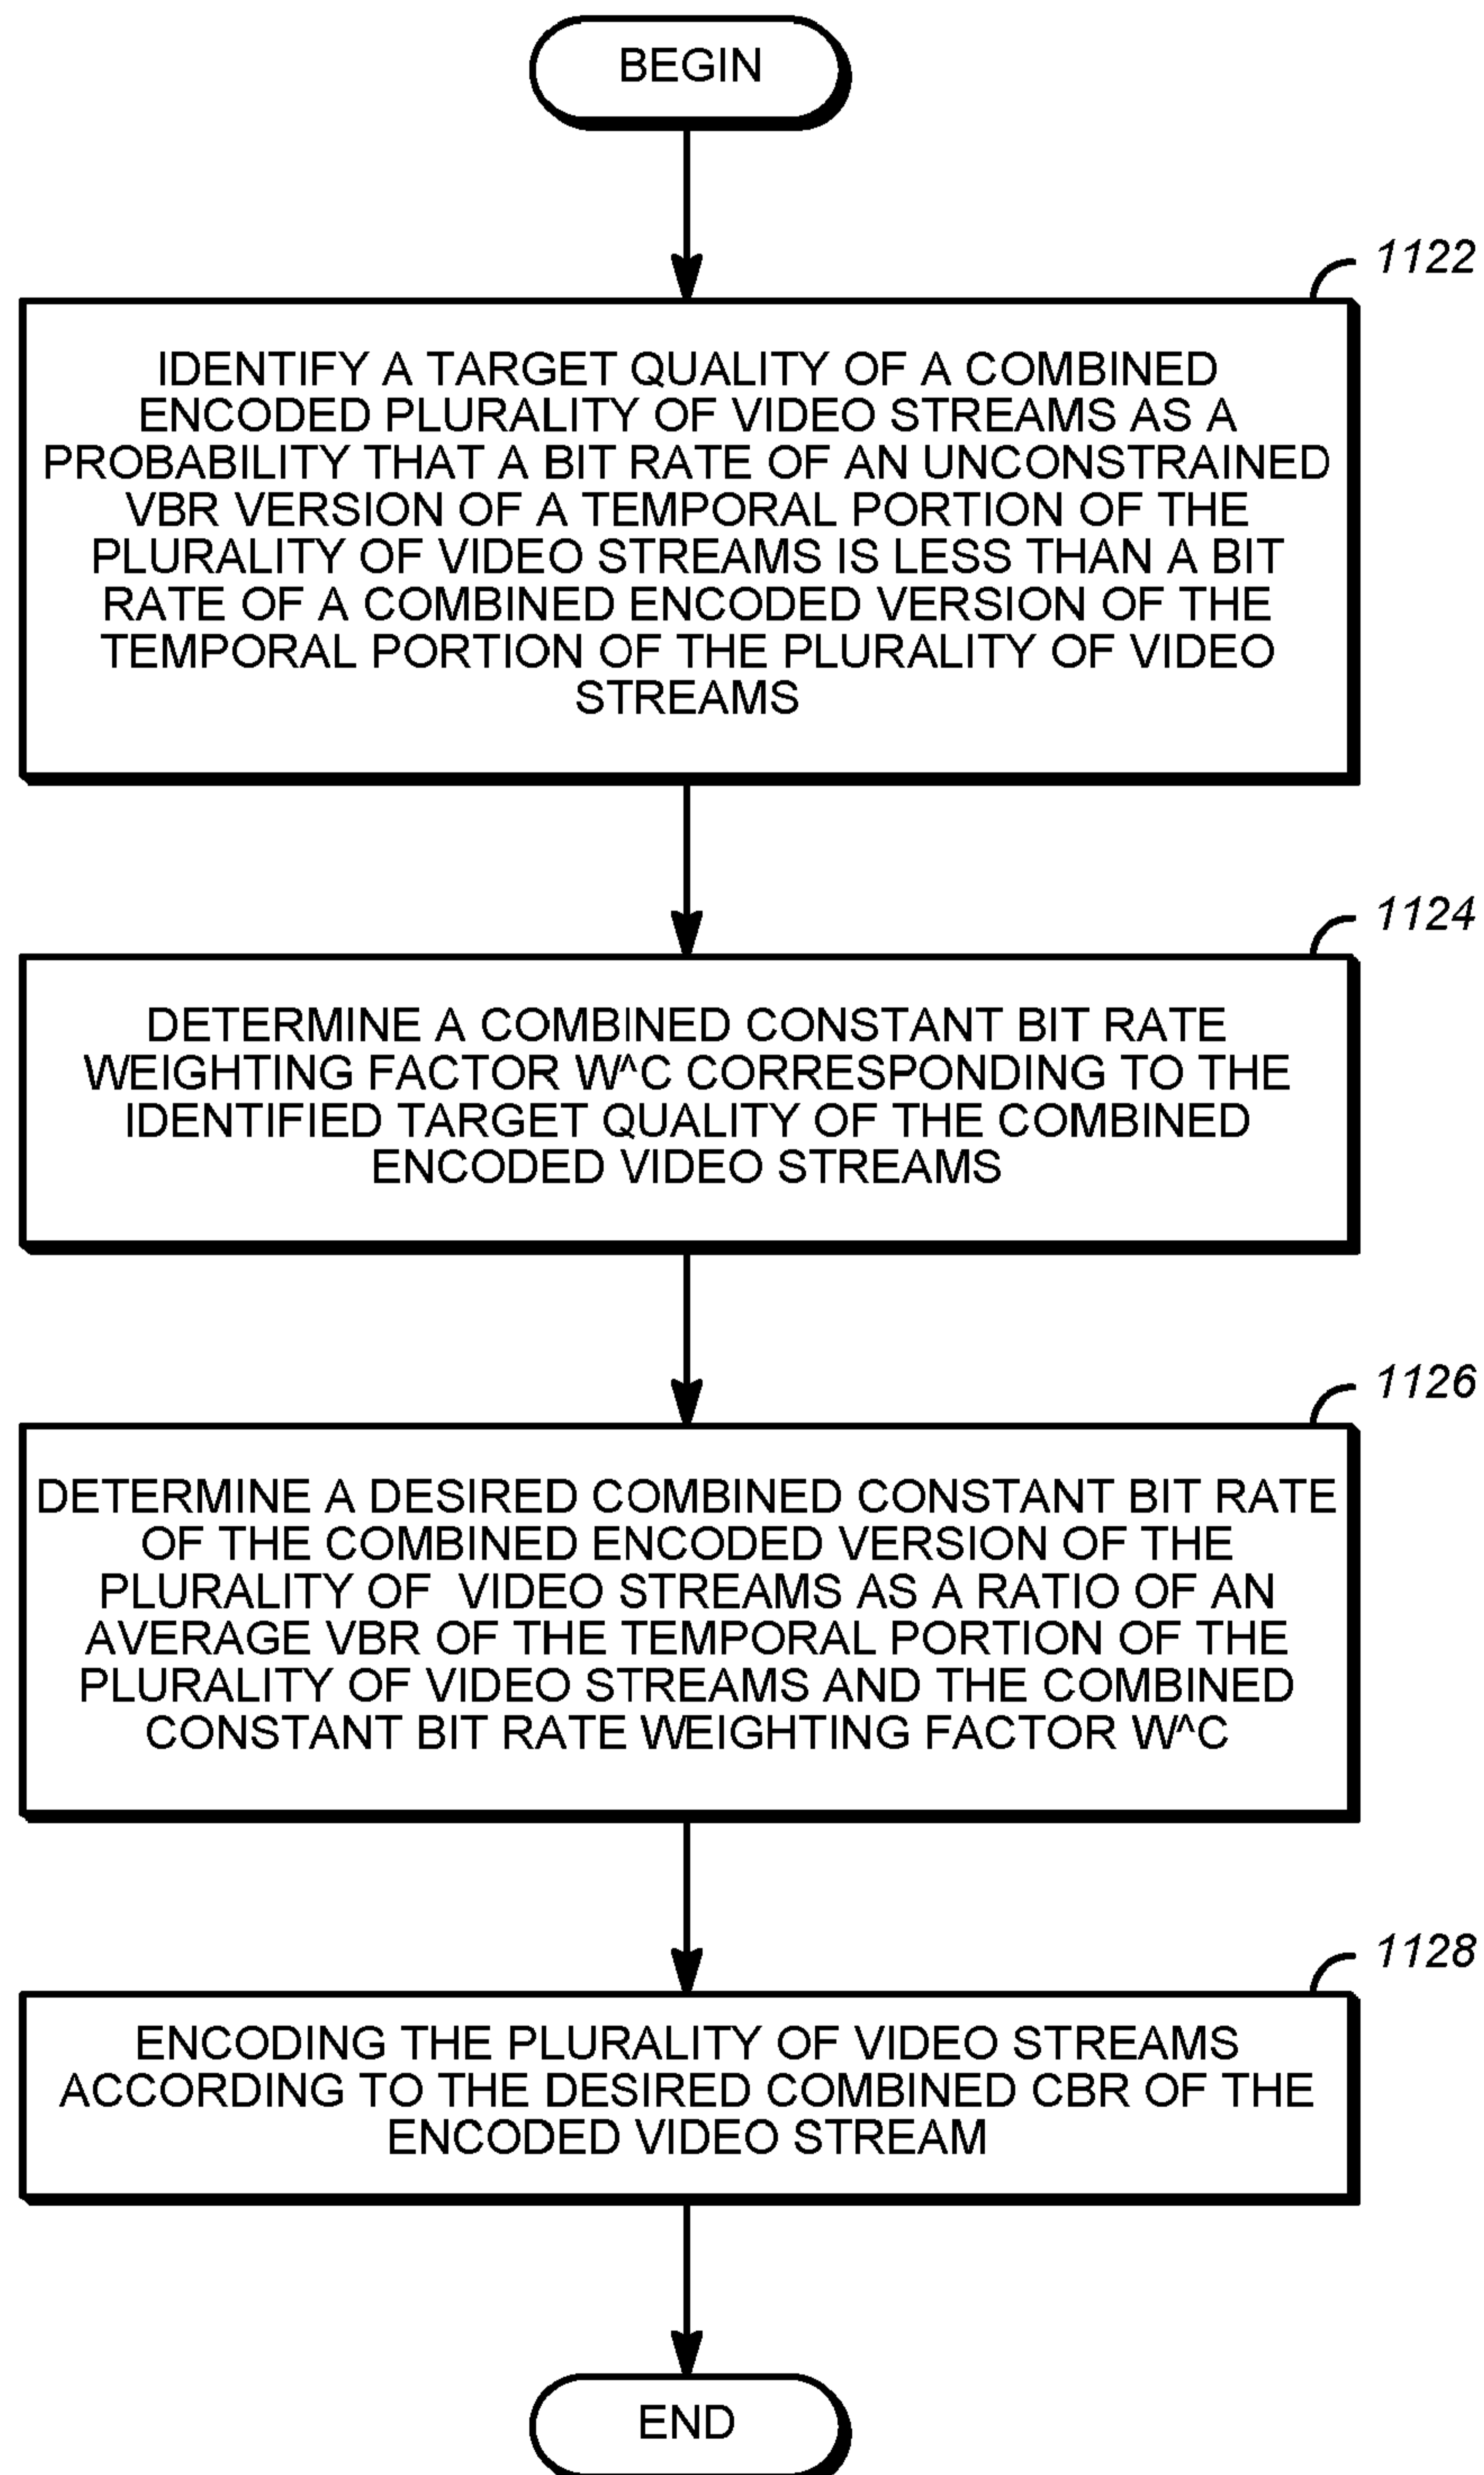 BEGIN
1122
IDENTIFY A TARGET QUALITY OF A COMBINED
ENCODED PLURALITY OF VIDEO STREAMS AS A
PROBABILITY THAT A BIT RATE OF AN UNCONSTRAINED
VBR VERSION OF A TEMPORAL PORTION OF THE
PLURALITY OF VIDEO STREAMS IS LESS THAN A BIT
RATE OF A COMBINED ENCODED VERSION OF THE
TEMPORAL PORTION OF THE PLURALITY OF VIDEO
STREAMS
1124
DETERMINE A COMBINED CONSTANT BIT RATE
WEIGHTING FACTOR W^C CORRESPONDING TO THE
IDENTIFIED TARGET QUALITY OF THE COMBINED
ENCODED VIDEO STREAMS
1126
DETERMINE A DESIRED COMBINED CONSTANT BIT RATE
OF THE COMBINED ENCODED VERSION OF THE
PLURALITY OF VIDEO STREAMS AS A RATIO OF AN
AVERAGE VBR OF THE TEMPORAL PORTION OF THE
PLURALITY OF VIDEO STREAMS AND THE COMBINED
CONSTANT BIT RATE WEIGHTING FACTOR W^C
1128
ENCODING THE PLURALITY OF VIDEO STREAMS
ACCORDING TO THE DESIRED COMBINED CBR OF THE
ENCODED VIDEO STREAM
END